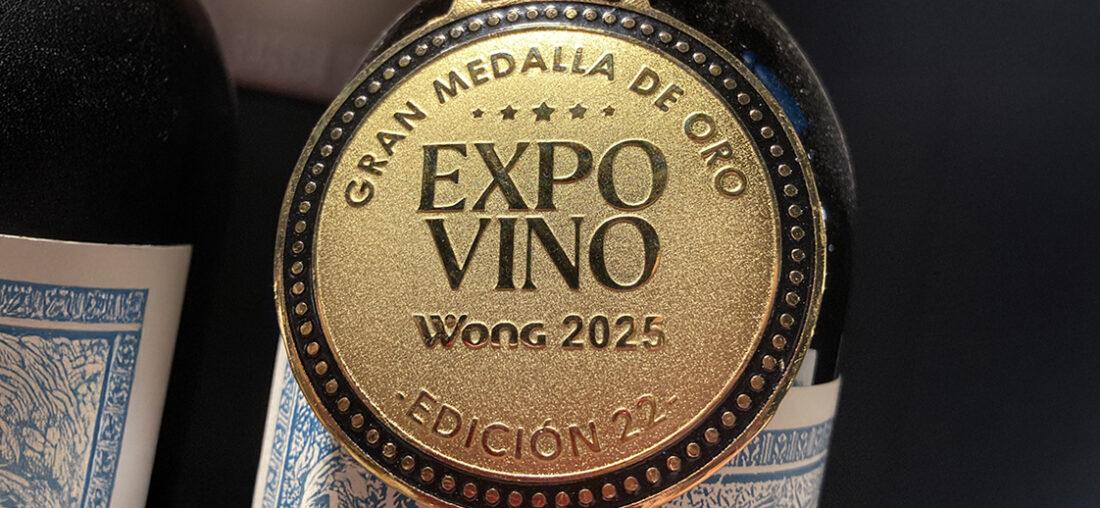 GRAN MEDALLA DE ORO
EXPO
VINO
Wong 2025
.EDICIÓN 22-